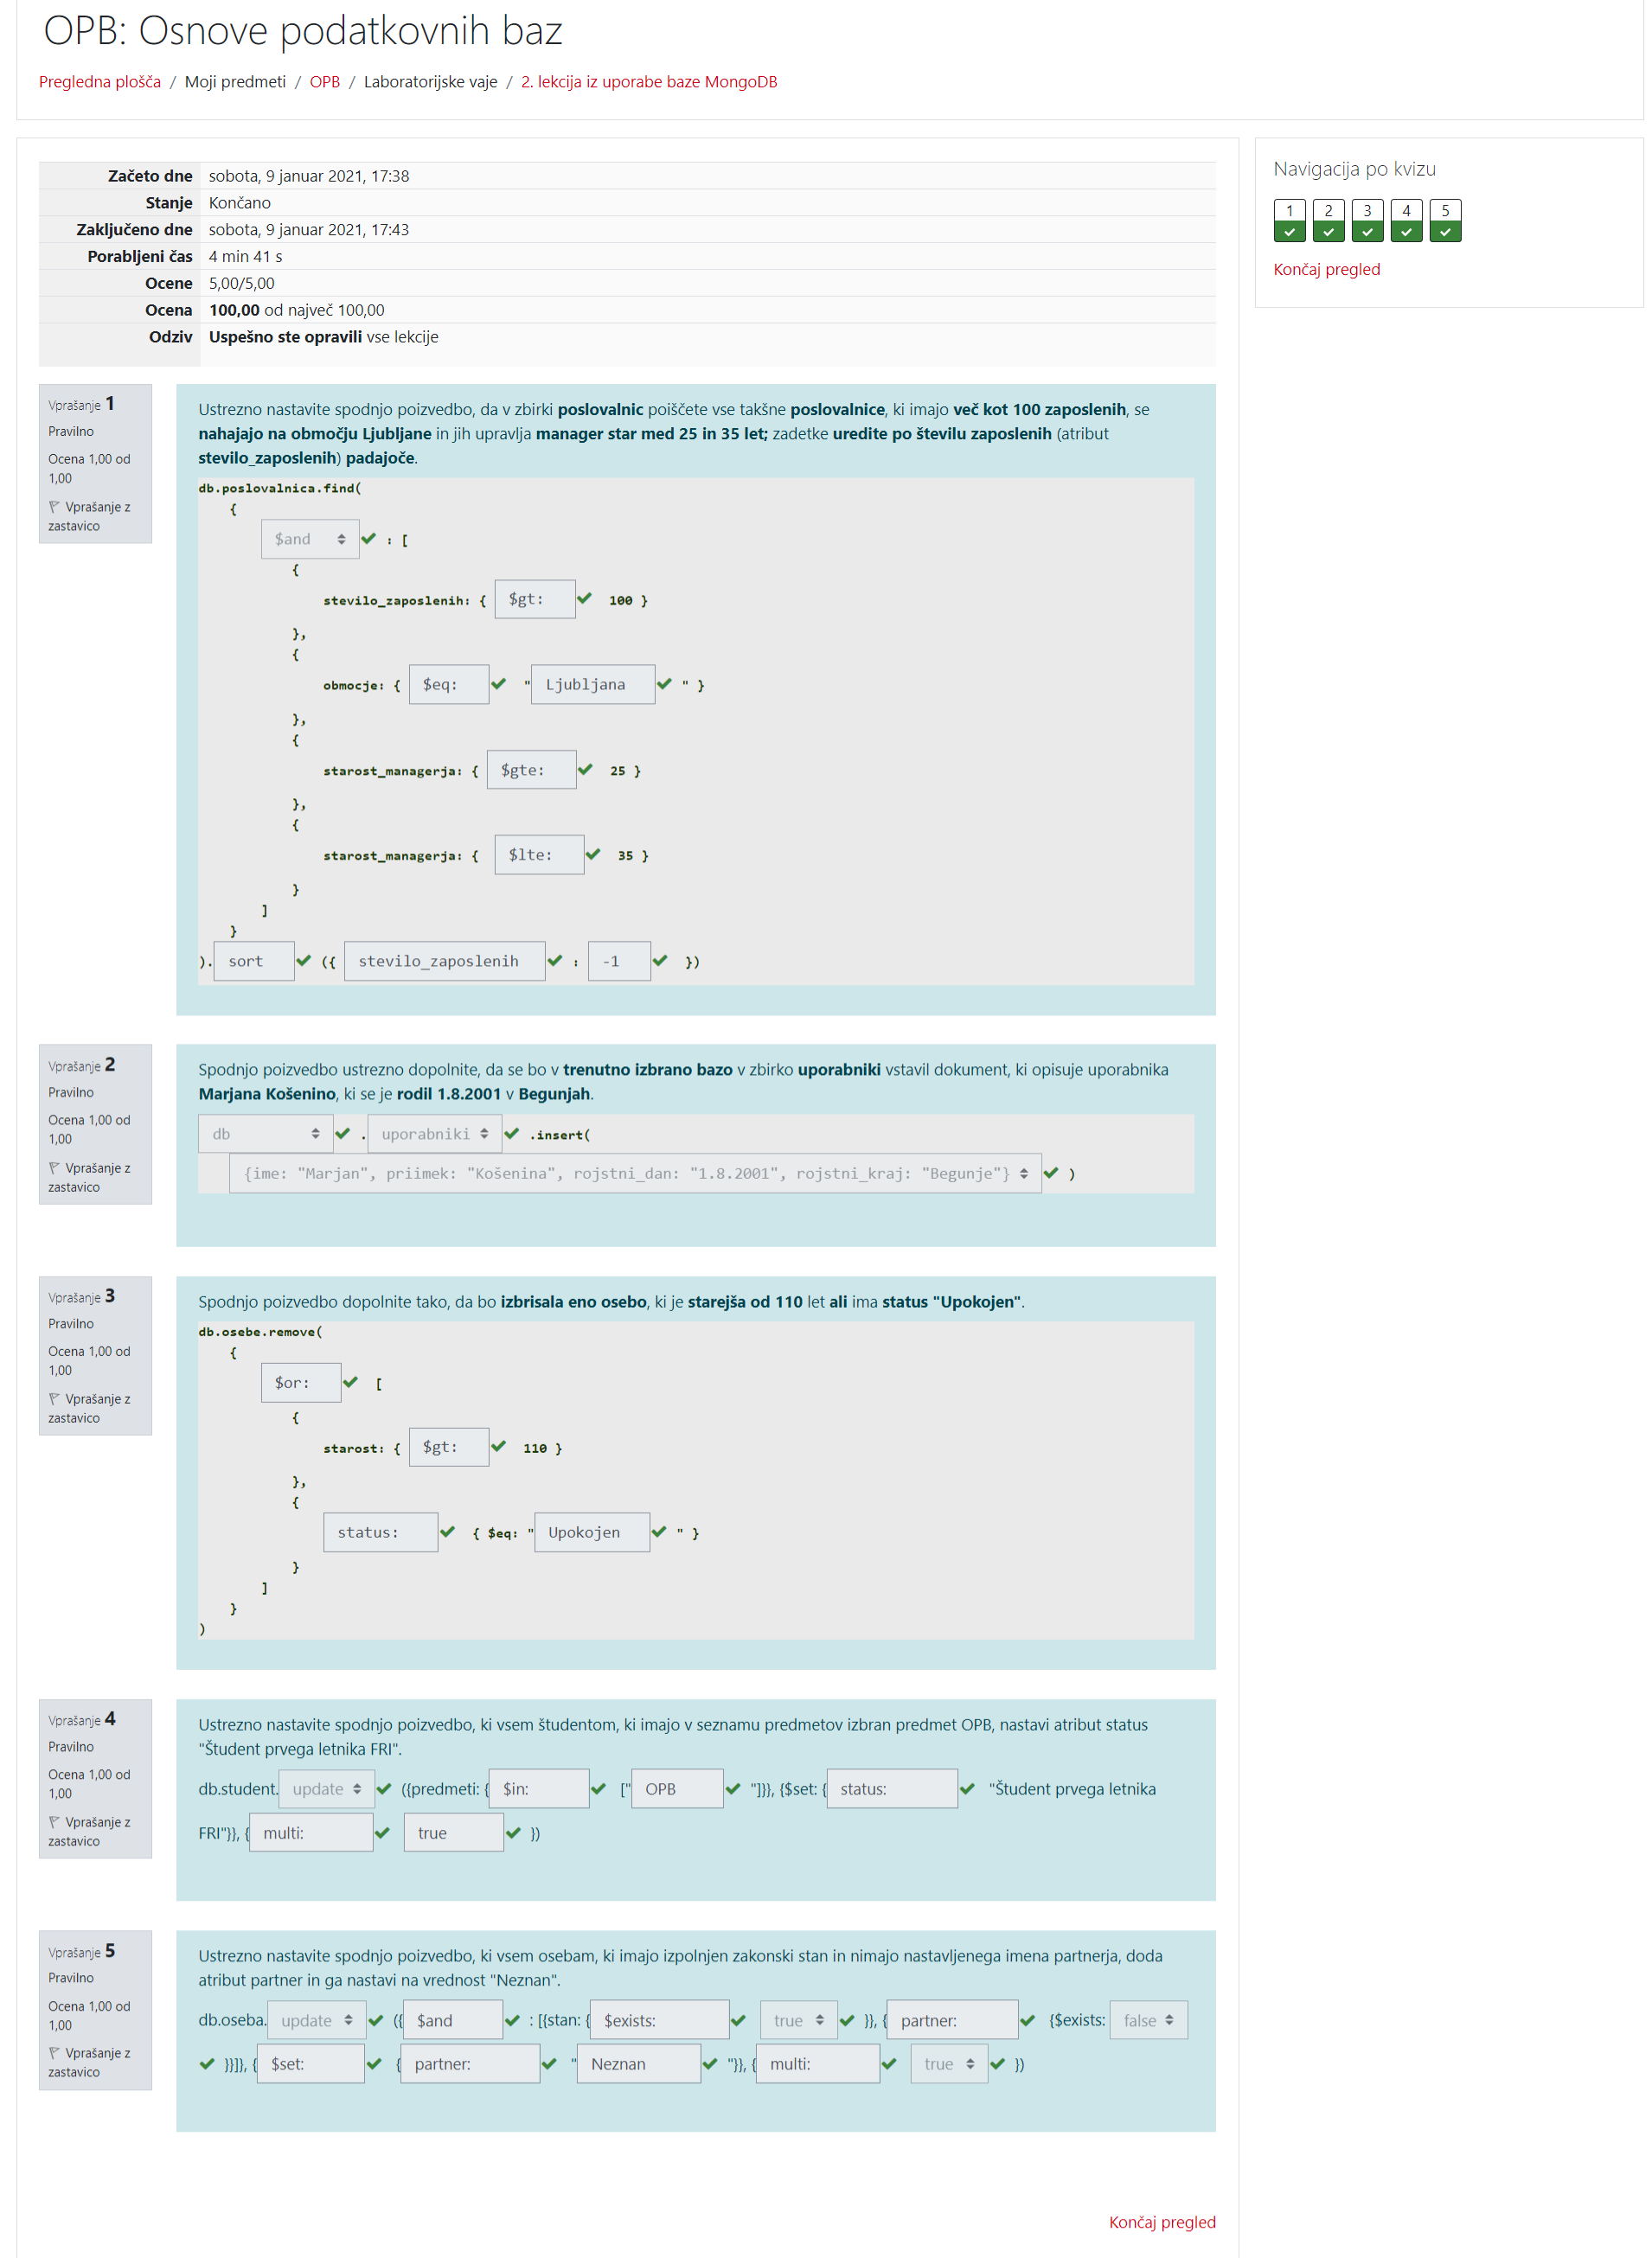 OPB: Osnove podatkovnih baz
Pregledna plošča / Moji predmeti / OPB / Laboratorijske vaje / 2. lekcija iz uporabe baze MongoDB
Začeto dne sobota, 9 januar 2021, 17:38
Stanje Končano
Zaključeno dne sobota, 9 januar 2021, 17:43
Porabljeni čas 4 min 41 s
Ocene 5,00/5,00
Ocena 100,00 od največ 100,00
Odziv Uspešno ste opravili vse lekcije
Navigacija po kvizu
1 2 3 4 5
Končaj pregled
Vprašanje 1
Pravilno
Ocena 1,00 od
1,00
Vprašanje z
zastavico
Ustrezno nastavite spodnjo poizvedbo, da v zbirki poslovalnic poiščete vse takšne poslovalnice, ki imajo več kot 100 zaposlenih, se
nahajajo na območju Ljubljane in jih upravlja manager star med 25 in 35 let; zadetke uredite po številu zaposlenih (atribut
stevilo_zaposlenih) padajoče.
db.poslovalnica.find(
{
$and : [
{
stevilo_zaposlenih: { $gt: 100 }
},
{
obmocje: { $eq: " Ljubljana " }
},
{
starost_managerja: { $gte: 25 }
},
{
starost_managerja: { $lte: 35 }
}
]
}
). sort ({ stevilo_zaposlenih : -1 })
Vprašanje 2
Pravilno
Ocena 1,00 od
1,00
Vprašanje z
zastavico
Spodnjo poizvedbo ustrezno dopolnite, da se bo v trenutno izbrano bazo v zbirko uporabniki vstavil dokument, ki opisuje uporabnika
Marjana Košenino, ki se je rodil 1.8.2001 v Begunjah.
db . uporabniki .insert(
{ime: "Marjan", priimek: "Košenina", rojstni_dan: "1.8.2001", rojstni_kraj: "Begunje"} )
Vprašanje 3
Pravilno
Ocena 1,00 od
1,00
Vprašanje z
zastavico
Spodnjo poizvedbo dopolnite tako, da bo izbrisala eno osebo, ki je starejša od 110 let ali ima status "Upokojen".
db.osebe.remove(
{
$or: [
{
starost: { $gt: 110 }
},
{
status: { $eq: " Upokojen " }
}
]
}
)
Vprašanje 4
Pravilno
Ocena 1,00 od
1,00
Vprašanje z
zastavico
Ustrezno nastavite spodnjo poizvedbo, ki vsem študentom, ki imajo v seznamu predmetov izbran predmet OPB, nastavi atribut status
"Študent prvega letnika FRI".
db.student. update ({predmeti: { $in: [" OPB "]}}, {$set: { status: "Študent prvega letnika
FRI"}}, { multi: true })
Vprašanje 5
Pravilno
Ocena 1,00 od
1,00
Vprašanje z
zastavico
Ustrezno nastavite spodnjo poizvedbo, ki vsem osebam, ki imajo izpolnjen zakonski stan in nimajo nastavljenega imena partnerja, doda
atribut partner in ga nastavi na vrednost "Neznan".
db.oseba. update ({ $and : [{stan: { $exists: true }}, { partner: {$exists: false
}}]}, { $set: { partner: " Neznan "}}, { multi: true })
Končaj pregled